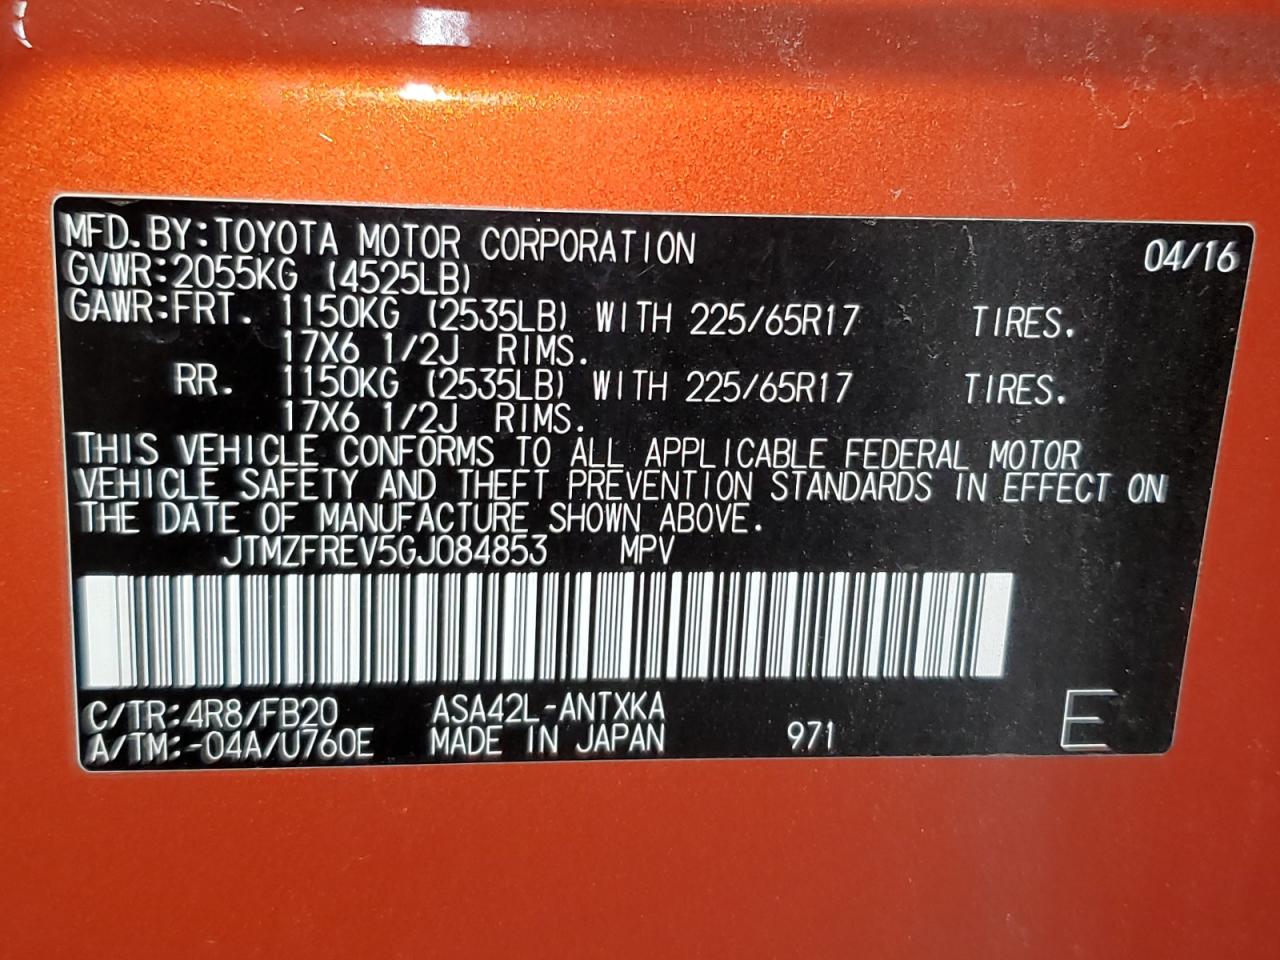 MFD.BY:TOYOTA MOTOR CORPORATION 04/16
GVWR:2055KG (4525LB)
GAWR:FRT. 1150KG (2535LB) WITH 225/65R17 TIRES.
17X6 1/2J RIMS.
RR. 1150KG (2535LB) WITH 225/65R17 TIRES.
17X6 1/2J RIMS.
THIS VEHICLE CONFORMS TO ALL APPLICABLE FEDERAL MOTOR
VEHICLE SAFETY AND THEFT PREVENTION STANDARDS IN EFFECT ON
THE DATE OF MANUFACTURE SHOWN ABOVE.
JTMZFREV5GJ084853 MPV
C/TR:4R8/FB20 ASA42L-ANTXKA
A/TM:-04A/U760E MADE IN JAPAN 971 E